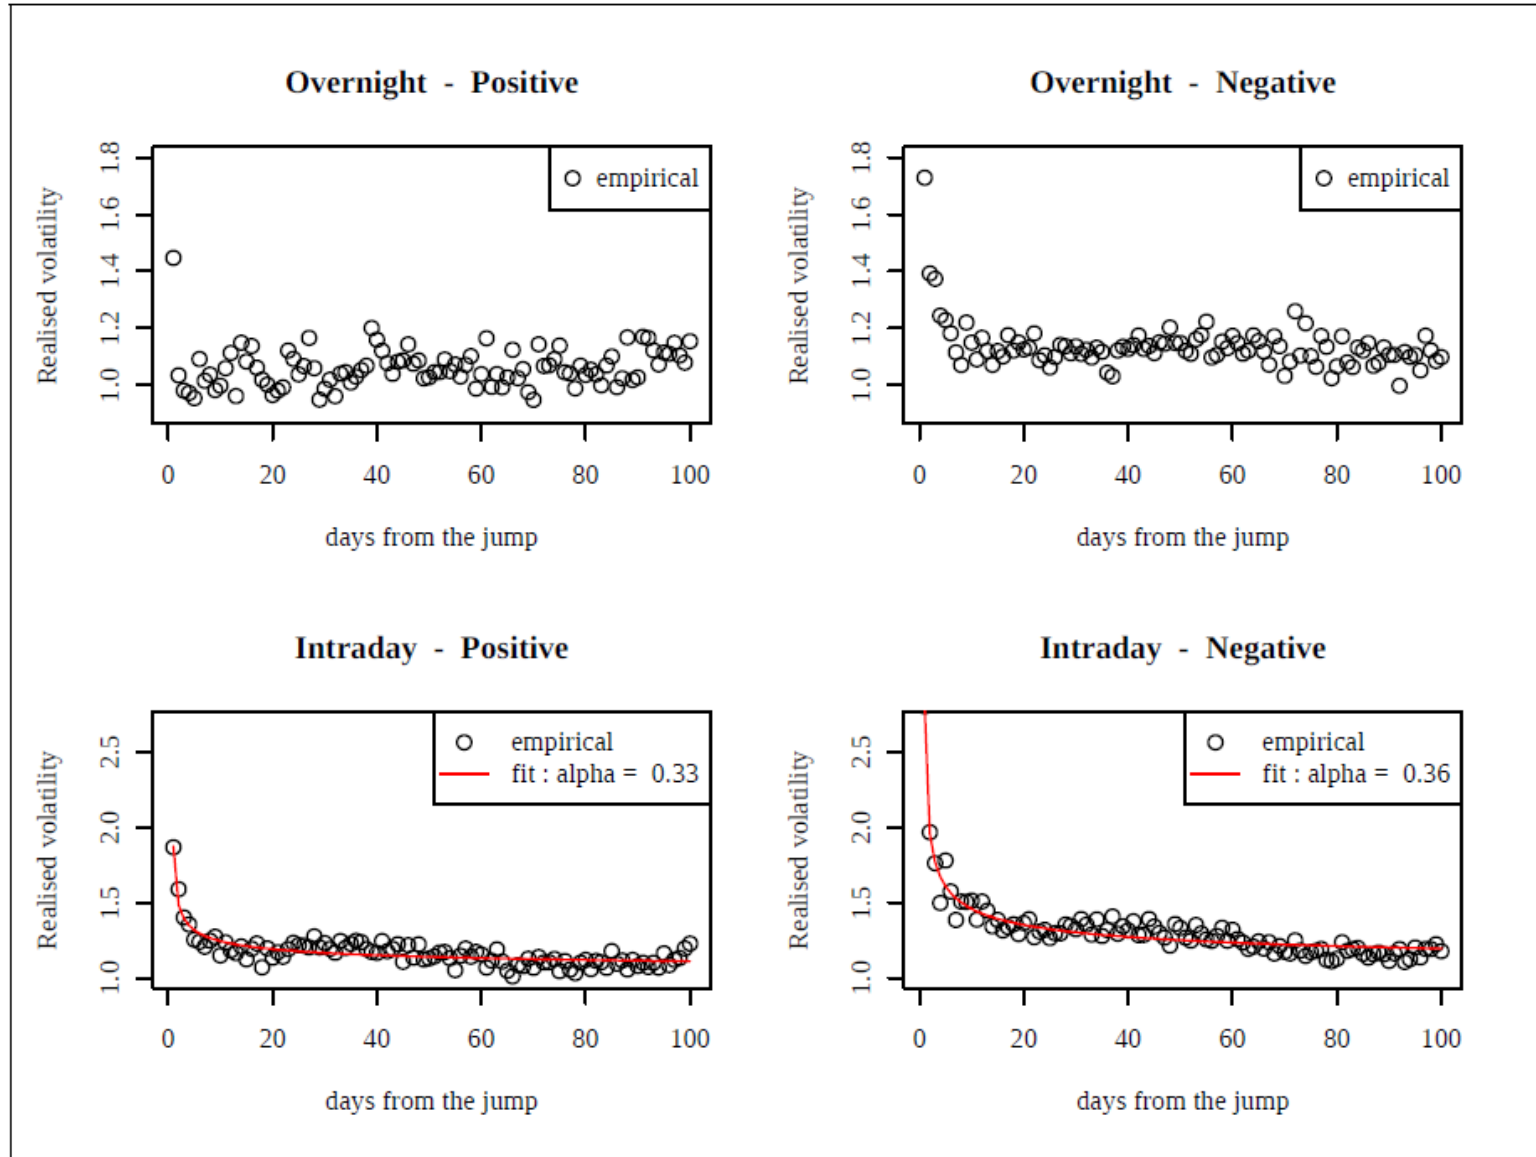 Overnight - Positive
1.8
1.6
1.4
1.2
1.0
Realised volatility
empirical
0 20 40 60 80 100
days from the jump
Overnight - Negative
1.8
1.6
1.4
1.2
1.0
Realised volatility
empirical
0 20 40 60 80 100
days from the jump
Intraday - Positive
2.5
2.0
1.5
1.0
Realised volatility
empirical
fit : alpha = 0.33
0 20 40 60 80 100
days from the jump
Intraday - Negative
2.5
2.0
1.5
1.0
Realised volatility
empirical
fit : alpha = 0.36
0 20 40 60 80 100
days from the jump